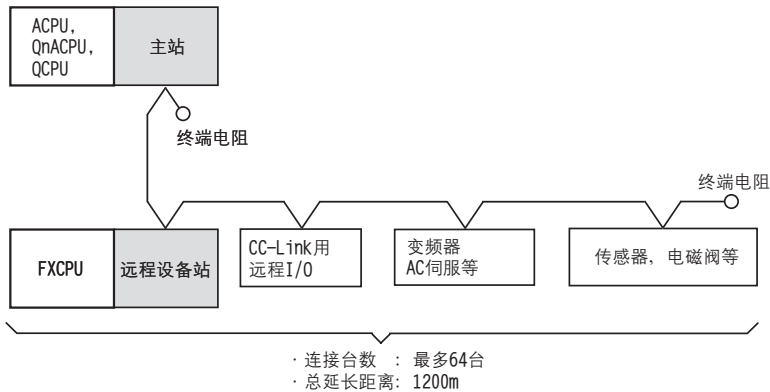 ACPU,
QnACPU,
QCPU
主站
终端电阻
终端电阻
FXCPU
远程设备站
CC-Link用
远程I/O
变频器
AC伺服等
传感器, 电磁阀等
·连接台数 : 最多64台
·总延长距离: 1200m